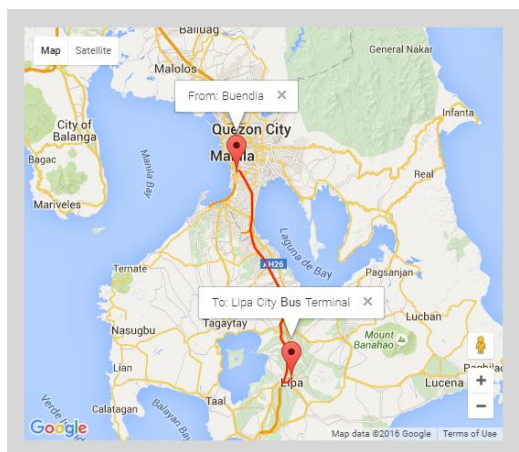 Baliuag
Map Satellite
General Nakar
Malolos
From: Buendia ×
City of
Balanga
Quezon City
Infanta
Manila
Bagac
Manila Bay
Real
Mariveles
Laguna de Bay
Ternate
AH26
Pagsanjan
To: Lipa City Bus Terminal ×
Lucban
Nasugbu
Tagaytay
Mount
Banahao
Lian
Lipa
Lucena
+
Taal
Calatagan
Balayan Bay
−
Google
Map data ©2016 Google Terms of Use